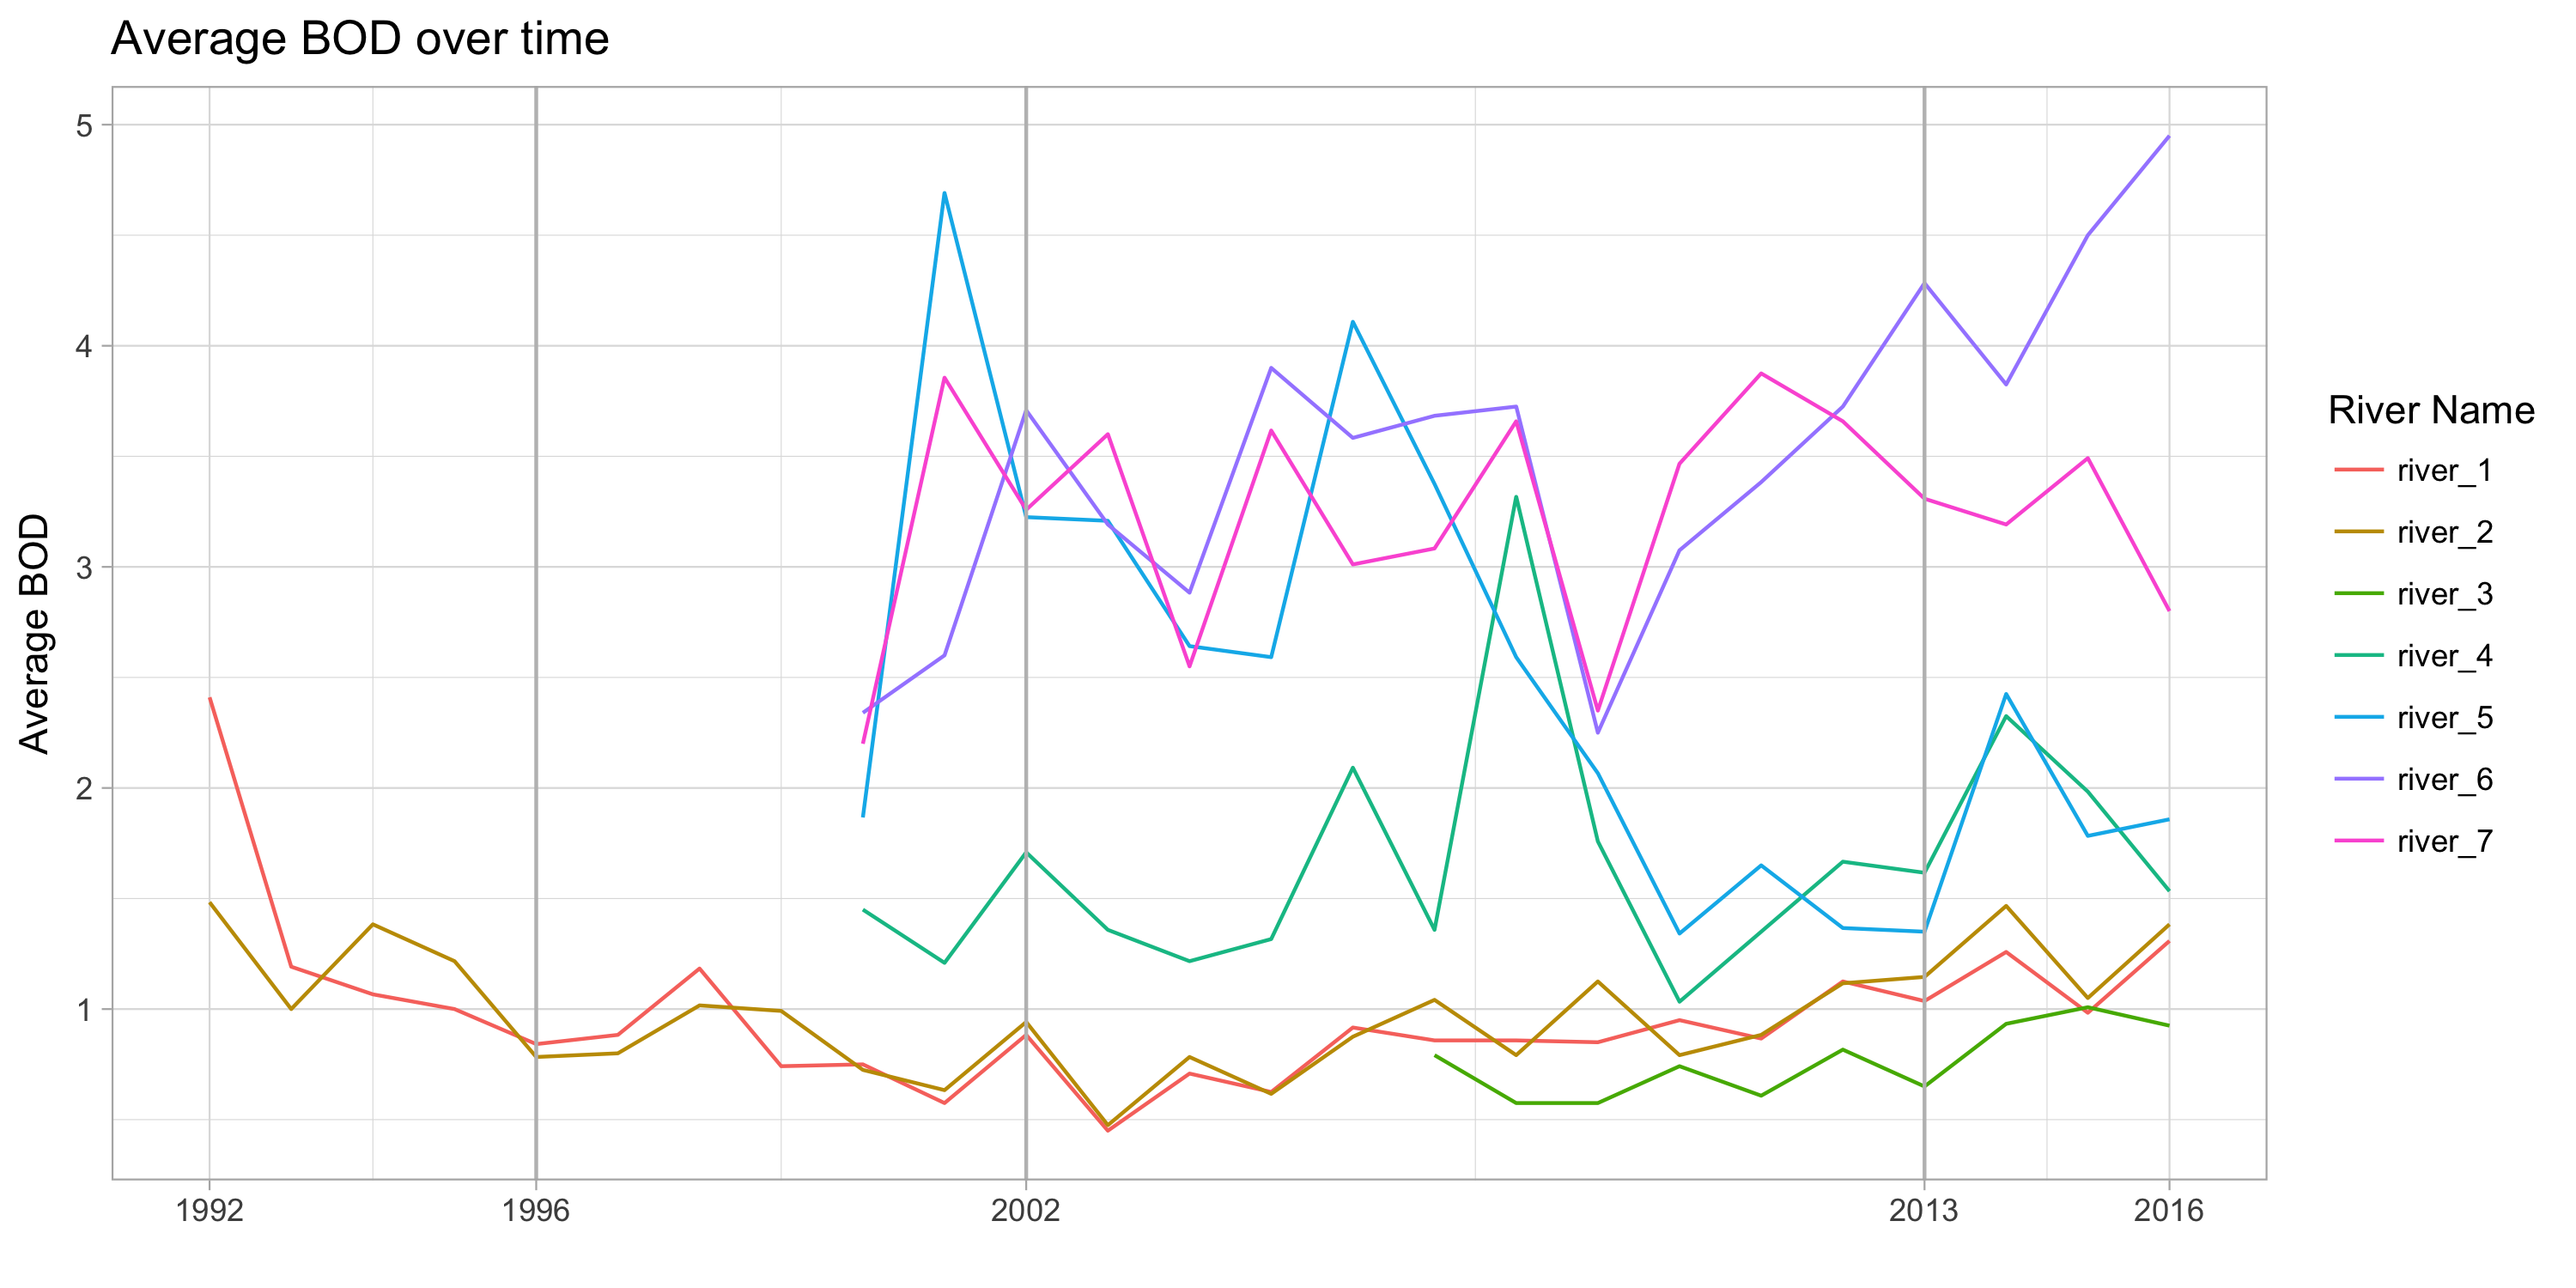 Average BOD over time
Average BOD
5
4
3
2
1
1992
1996
2002
2013
2016
River Name
river_1
river_2
river_3
river_4
river_5
river_6
river_7